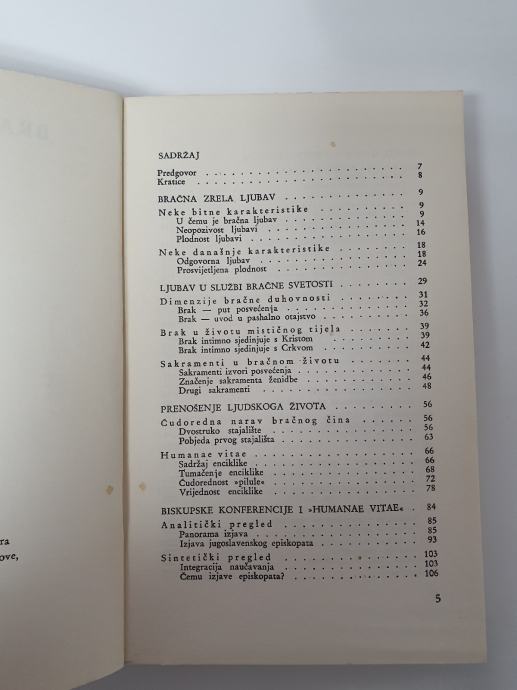 SADRŽAJ
Predgovor . . . . . . . . . . . . . . . . 7
Kratice . . . . . . . . . . . . . . . . 8
BRAČNA ZRELA LJUBAV . . . . . . . . . . . 9
Neke bitne karakteristike . . . . . . . . 9
U čemu je bračna ljubav . . . . . . . . . 9
Neopozivost ljubavi . . . . . . . . . . . 14
Plodnost ljubavi . . . . . . . . . . . . 16
Neke današnje karakteristike . . . . . . 18
Odgovorna ljubav . . . . . . . . . . . . 18
Prosvijetljena plodnost . . . . . . . . . 24
LJUBAV U SLUŽBI BRAČNE SVETOSTI . . . . . 29
Dimenzije bračne duhovnosti . . . . . . . 31
Brak — put posvećenja . . . . . . . . . . 32
Brak — uvod u pashalno otajstvo . . . . . 36
Brak u životu mističnog tijela . . . . . 39
Brak intimno sjedinjuje s Kristom . . . . 39
Brak intimno sjedinjuje s Crkvom . . . . 42
Sakramenti u bračnom životu . . . . . . . 44
Sakramenti izvori posvećenja . . . . . . 44
Značenje sakramenta ženidbe . . . . . . . 46
Drugi sakramenti . . . . . . . . . . . . 48
PRENOŠENJE LJUDSKOGA ŽIVOTA . . . . . . . 56
Ćudoredna narav bračnog čina . . . . . . 56
Dvostruko stajalište . . . . . . . . . . 56
Pobjeda prvog stajališta . . . . . . . . 63
Humanae vitae . . . . . . . . . . . . . . 66
Sadržaj enciklike . . . . . . . . . . . . 66
Tumačenje enciklike . . . . . . . . . . . 68
Ćudorednost »pilule« . . . . . . . . . . 72
Vrijednost enciklike . . . . . . . . . . 78
BISKUPSKE KONFERENCIJE I »HUMANAE VITAE« . 84
Analitički pregled . . . . . . . . . . . 85
Panorama izjava . . . . . . . . . . . . . 85
Izjava jugoslavenskog episkopata . . . . 93
Sintetički pregled . . . . . . . . . . . 103
Integracija naučavanja . . . . . . . . . 103
Čemu izjave episkopata? . . . . . . . . . 106
5
ra
ove,